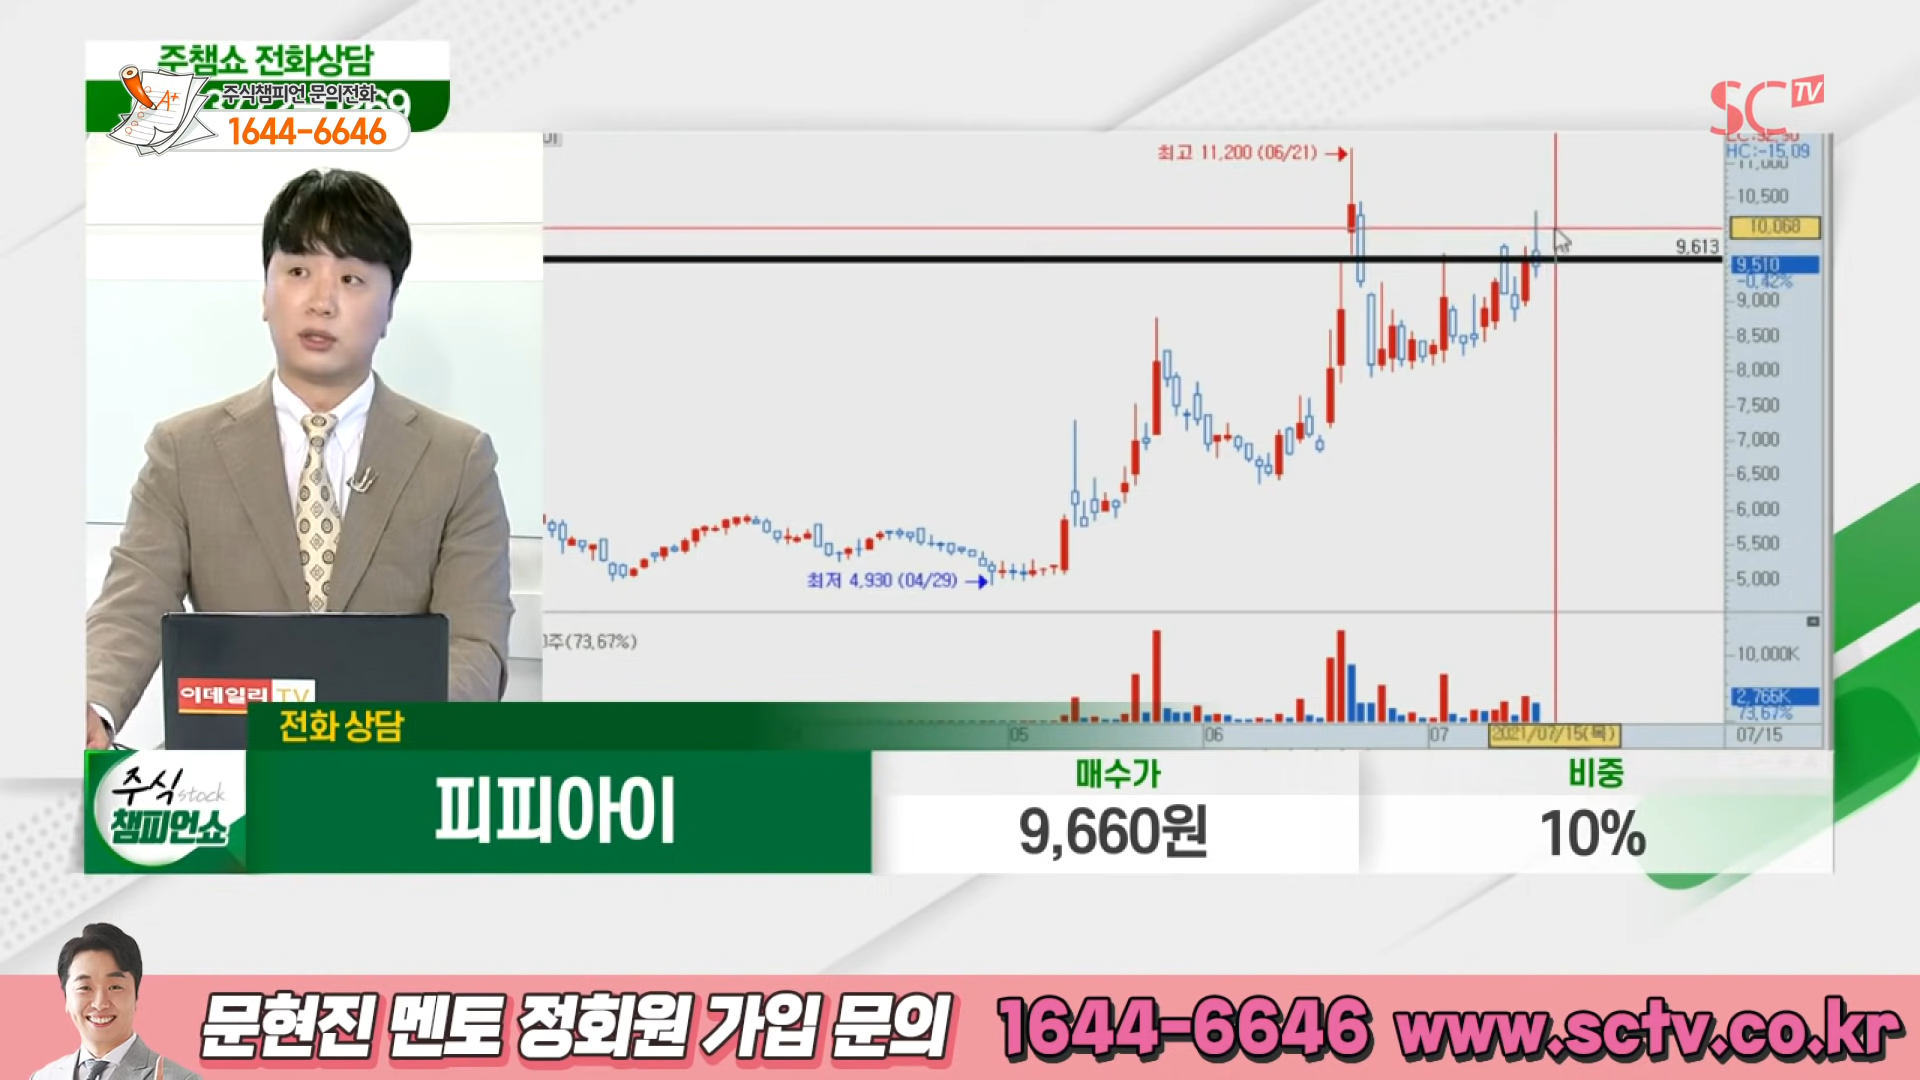 주챔쇼 전화상담
주식챔피언 문의전화
1644-6646
A+
SC TV
최고 11,200 (06/21)
HC:-15,09
11,000
10,500
10,068
9,613
9,510
-0,42%
9,000
8,500
8,000
7,500
7,000
6,500
6,000
5,500
5,000
최저 4,930 (04/29)
주(73,67%)
10,000K
2,766K
73,67%
05
06
07
2021/07/15(목)
07/15
이데일리 TV
전화 상담
주식 stock
챔피언쇼
피피아이
매수가
9,660원
비중
10%
문현진 멘토 정회원 가입 문의 1644-6646 www.sctv.co.kr